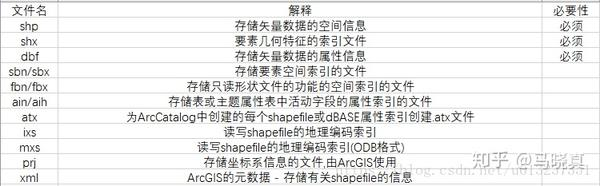 文件名 解释 必要性
shp 存储矢量数据的空间信息 必须
shx 要素几何特征的索引文件 必须
dbf 存储矢量数据的属性信息 必须
sbn/sbx 存储要素空间索引的文件
fbn/fbx 存储只读形状文件的功能的空间索引的文件
ain/aih 存储表或主题属性表中活动字段的属性索引的文件
atx 为ArcCatalog中创建的每个shapefile或dBASE属性索引创建.atx文件
ixs 读写shapefile的地理编码索引
mxs 读写shapefile的地理编码索引(ODB格式)
prj 存储坐标系信息的文件,由ArcGIS使用
xml ArcGIS的元数据 - 存储有关shapefile的信息
知乎 @马晓真